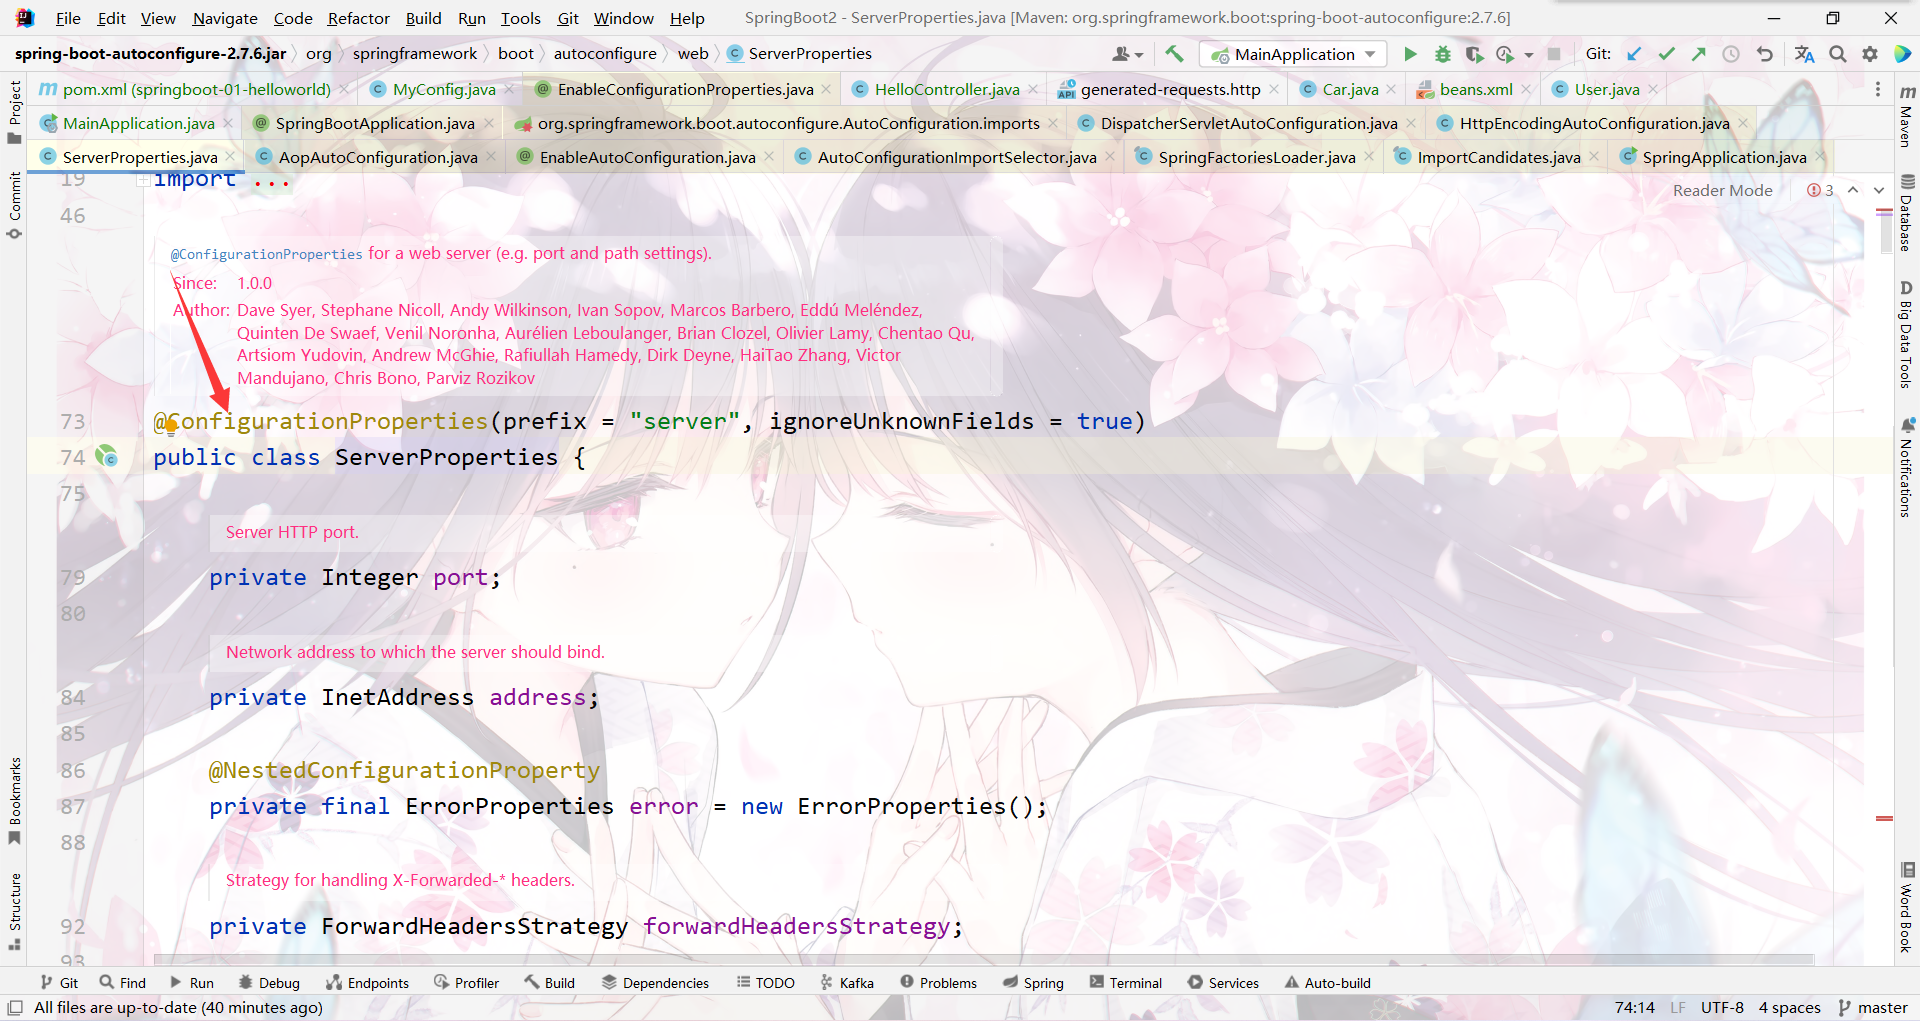 File Edit View Navigate Code Refactor Build Run Tools Git Window Help SpringBoot2 - ServerProperties.java [Maven: org.springframework.boot:spring-boot-autoconfigure:2.7.6]
spring-boot-autoconfigure-2.7.6.jar org springframework boot autoconfigure web ServerProperties MainApplication Git:
pom.xml (springboot-01-helloworld) MyConfig.java EnableConfigurationProperties.java HelloController.java generated-requests.http Car.java beans.xml User.java
MainApplication.java SpringBootApplication.java org.springframework.boot.autoconfigure.AutoConfiguration.imports DispatcherServletAutoConfiguration.java HttpEncodingAutoConfiguration.java
ServerProperties.java AopAutoConfiguration.java EnableAutoConfiguration.java AutoConfigurationImportSelector.java SpringFactoriesLoader.java ImportCandidates.java SpringApplication.java
19 import ...
Reader Mode 3
46
@ConfigurationProperties for a web server (e.g. port and path settings).
Since: 1.0.0
Author: Dave Syer, Stephane Nicoll, Andy Wilkinson, Ivan Sopov, Marcos Barbero, Eddú Meléndez,
Quinten De Swaef, Venil Noronha, Aurélien Leboulanger, Brian Clozel, Olivier Lamy, Chentao Qu,
Artsiom Yudovin, Andrew McGhie, Rafiullah Hamedy, Dirk Deyne, HaiTao Zhang, Victor
Mandujano, Chris Bono, Parviz Rozikov
73 @ConfigurationProperties(prefix = "server", ignoreUnknownFields = true)
74 public class ServerProperties {
75
Server HTTP port.
79 private Integer port;
80
Network address to which the server should bind.
84 private InetAddress address;
85
86 @NestedConfigurationProperty
87 private final ErrorProperties error = new ErrorProperties();
88
Strategy for handling X-Forwarded-* headers.
92 private ForwardHeadersStrategy forwardHeadersStrategy;
93
Project
Commit
Bookmarks
Structure
Maven
Database
Big Data Tools
Notifications
Word Book
Git Find Run Debug Endpoints Profiler Build Dependencies TODO Kafka Problems Spring Terminal Services Auto-build
All files are up-to-date (40 minutes ago) 74:14 LF UTF-8 4 spaces master